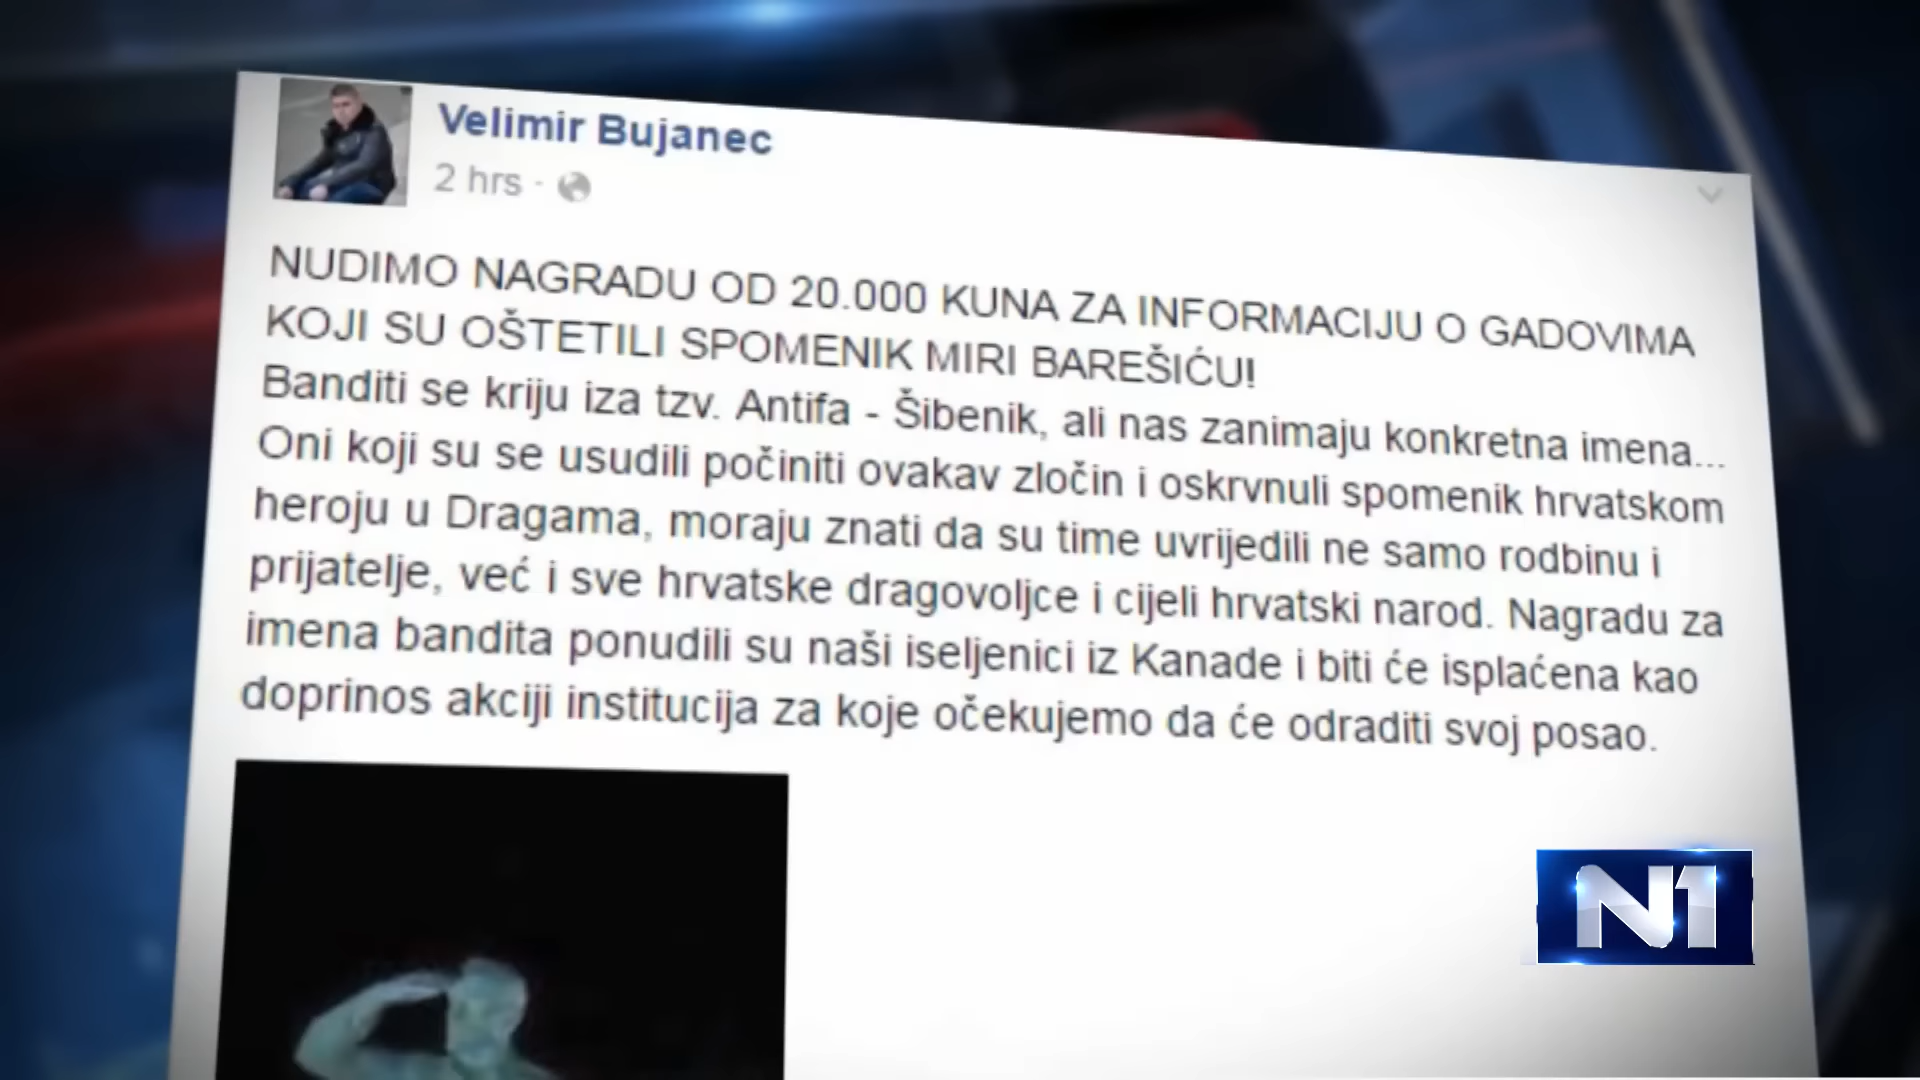 Velimir Bujanec
2 hrs ·
NUDIMO NAGRADU OD 20.000 KUNA ZA INFORMACIJU O GADOVIMA
KOJI SU OŠTETILI SPOMENIK MIRI BAREŠIĆU!
Banditi se kriju iza tzv. Antifa - Šibenik, ali nas zanimaju konkretna imena...
Oni koji su se usudili počiniti ovakav zločin i oskrvnuli spomenik hrvatskom
heroju u Dragama, moraju znati da su time uvrijedili ne samo rodbinu i
prijatelje, već i sve hrvatske dragovoljce i cijeli hrvatski narod. Nagradu za
imena bandita ponudili su naši iseljenici iz Kanade i biti će isplaćena kao
doprinos akciji institucija za koje očekujemo da će odraditi svoj posao.
N1